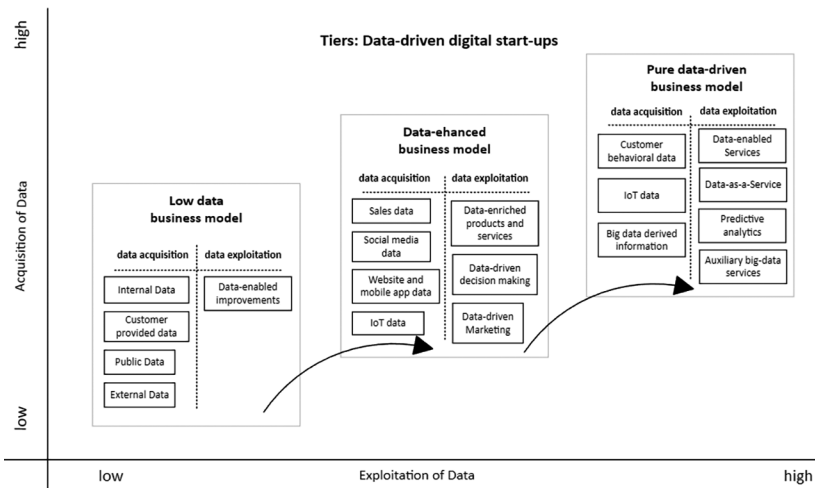 high
Tiers: Data-driven digital start-ups
Acquisition of Data
low
Low data
business model
data acquisition
data exploitation
Internal Data
Customer
provided data
Public Data
External Data
Data-enabled
improvements
Data-ehanced
business model
data acquisition
data exploitation
Sales data
Social media
data
Website and
mobile app data
IoT data
Data-enriched
products and
services
Data-driven
decision making
Data-driven
Marketing
Pure data-driven
business model
data acquisition
data exploitation
Customer
behavioral data
IoT data
Big data derived
information
Data-enabled
Services
Data-as-a-Service
Predictive
analytics
Auxiliary big-data
services
low
Exploitation of Data
high